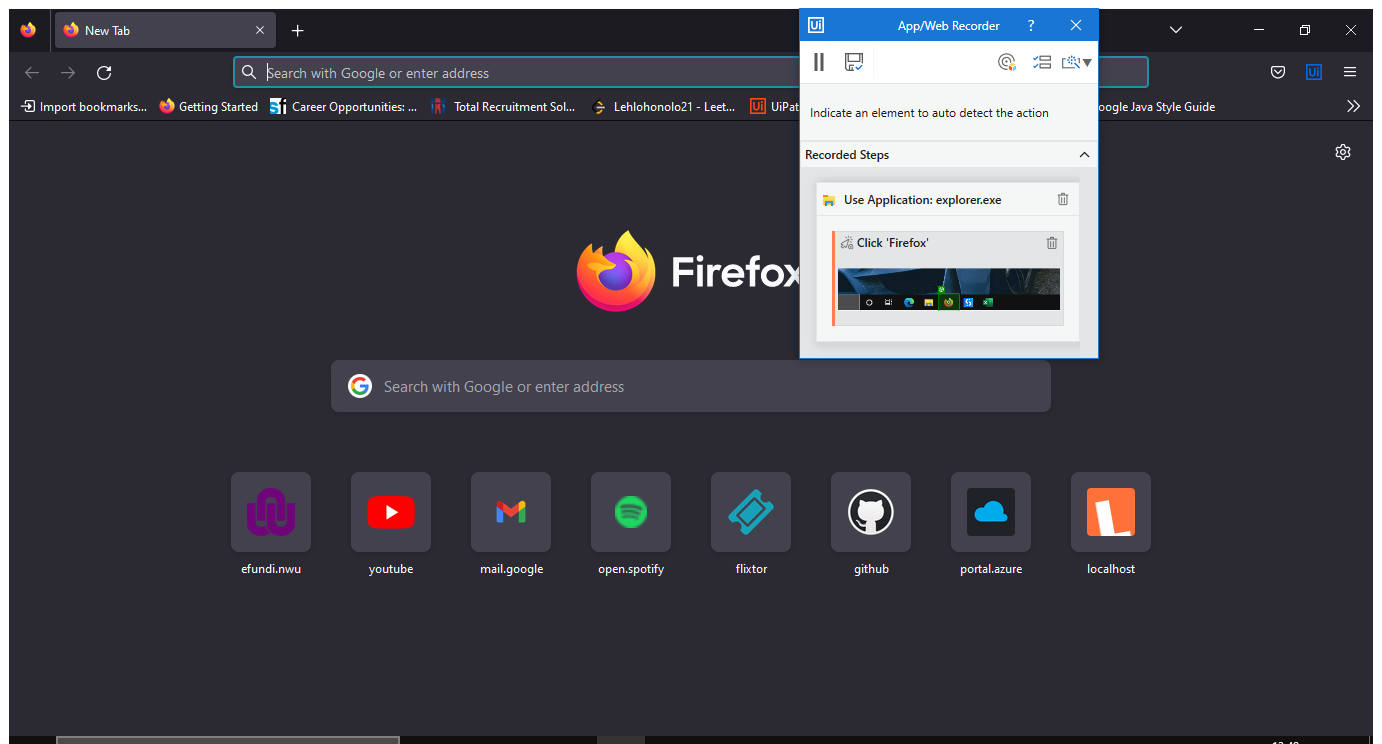 New Tab
Ui App/Web Recorder ?
Search with Google or enter address
Ui
Import bookmarks...
Getting Started
Career Opportunities: ...
Total Recruitment Sol...
Lehlohonolo21 - Leet...
Ui UiPat
oogle Java Style Guide
Indicate an element to auto detect the action
Recorded Steps
Use Application: explorer.exe
Click 'Firefox'
Firefox
Search with Google or enter address
efundi.nwu
youtube
mail.google
open.spotify
flixtor
github
portal.azure
localhost